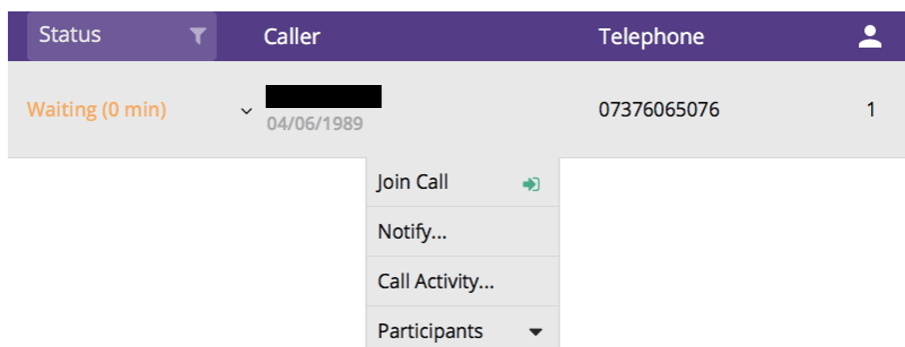 Status Caller Telephone
Waiting (0 min) 07376065076 1
04/06/1989
Join Call
Notify...
Call Activity...
Participants